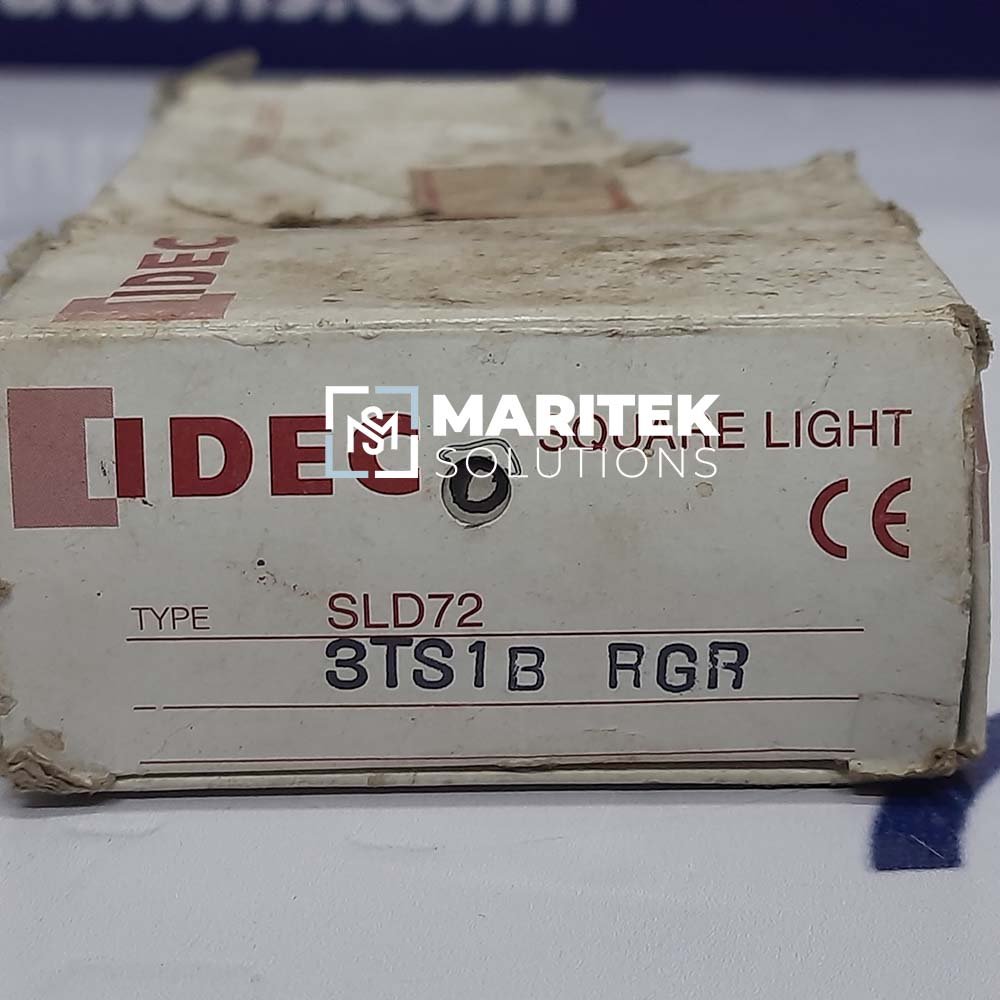 IDEC
IDEC
MARITEK
SOLUTIONS
SQUARE LIGHT
CE
TYPE SLD72
3TS1B RGR